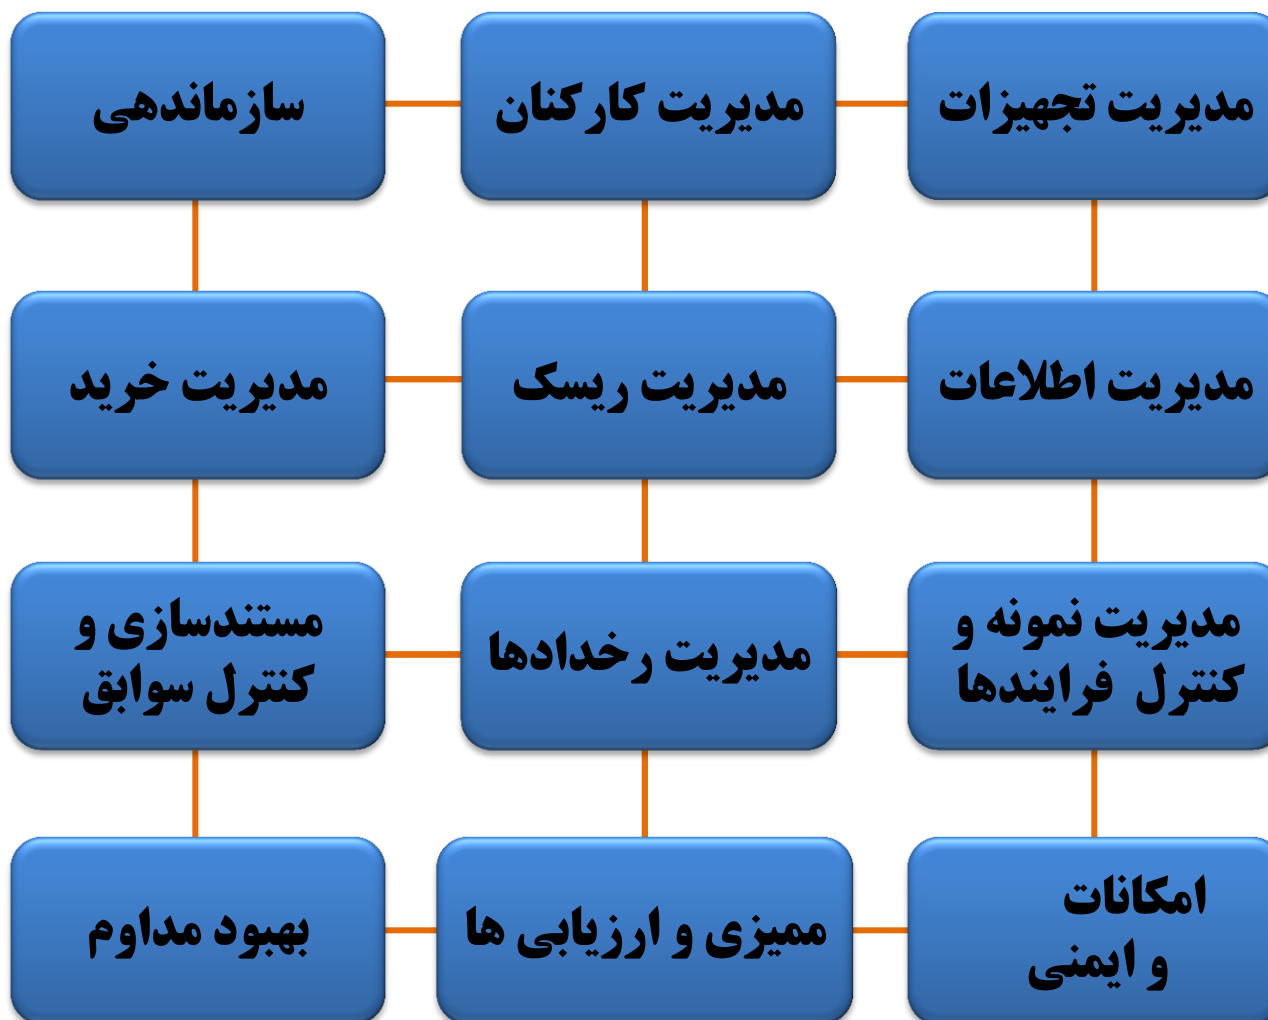 مدیریت تجهیزات
مدیریت کارکنان
سازماندهی
مدیریت اطلاعات
مدیریت ریسک
مدیریت خرید
مدیریت نمونه و
کنترل فرایندها
مدیریت رخدادها
مستندسازی و
کنترل سوابق
امکانات
و ایمنی
ممیزی و ارزیابی ها
بهبود مداوم